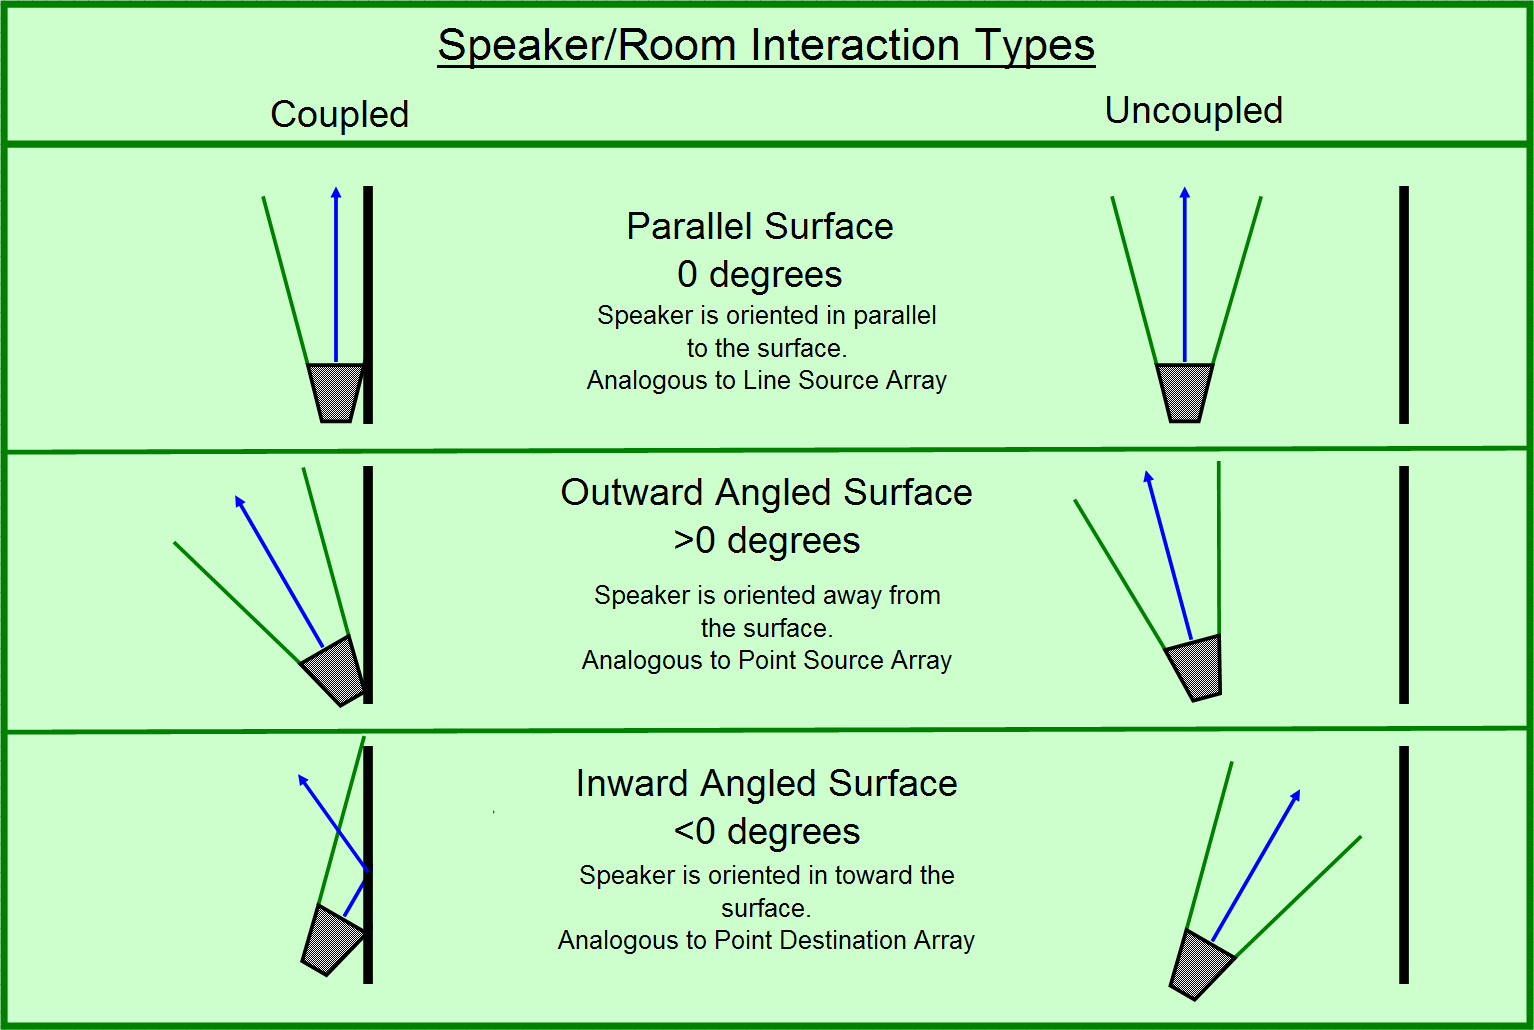 Speaker/Room Interaction Types
Coupled
Uncoupled
Parallel Surface
0 degrees
Speaker is oriented in parallel
to the surface.
Analogous to Line Source Array
Outward Angled Surface
>0 degrees
Speaker is oriented away from
the surface.
Analogous to Point Source Array
Inward Angled Surface
<0 degrees
Speaker is oriented in toward the
surface.
Analogous to Point Destination Array